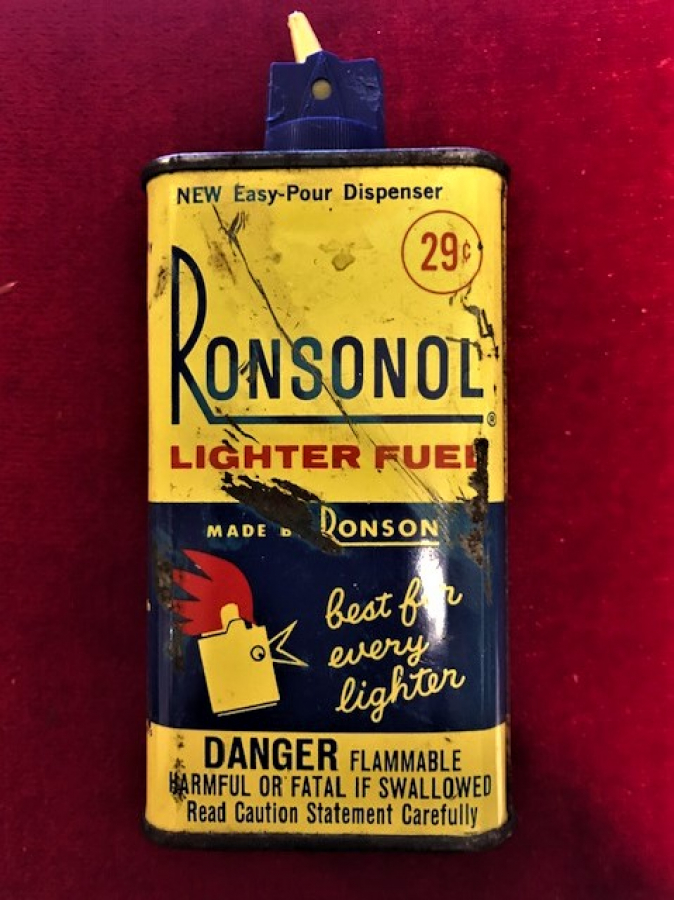 NEW Easy-Pour Dispenser
29¢
RONSONOL®
LIGHTER FUEL
MADE B RONSON
best for
every
lighter
DANGER FLAMMABLE
HARMFUL OR FATAL IF SWALLOWED
Read Caution Statement Carefully